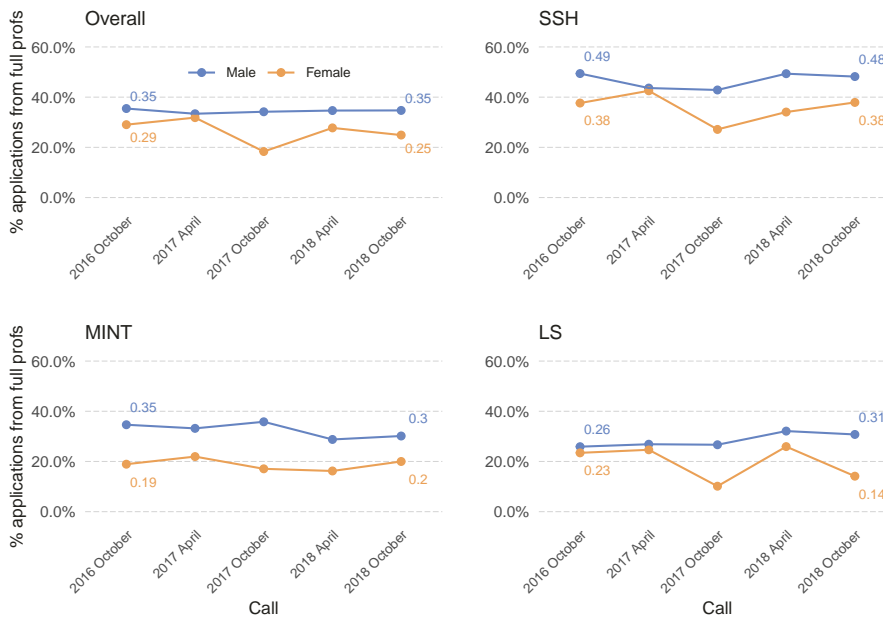 Overall
% applications from full profs
60.0%
40.0%
20.0%
0.0%
Male
Female
0.35
0.29
0.35
0.25
2016 October
2017 April
2017 October
2018 April
2018 October
SSH
60.0%
40.0%
20.0%
0.0%
0.49
0.38
0.48
0.38
2016 October
2017 April
2017 October
2018 April
2018 October
MINT
% applications from full profs
60.0%
40.0%
20.0%
0.0%
0.35
0.19
0.3
0.2
2016 October
2017 April
2017 October
2018 April
2018 October
Call
LS
60.0%
40.0%
20.0%
0.0%
0.26
0.23
0.31
0.14
2016 October
2017 April
2017 October
2018 April
2018 October
Call